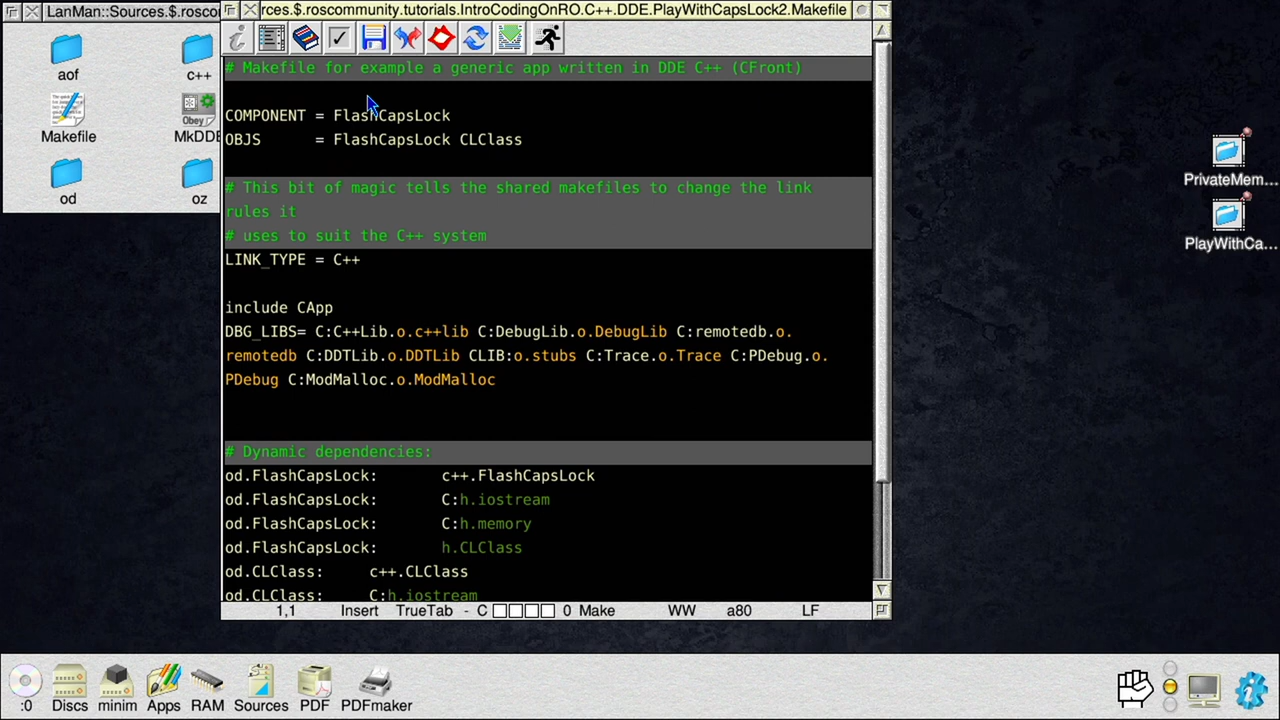 LanMan::Sources.$.rosco
rces.$.roscommunity.tutorials.IntroCodingOnRO.C++.DDE.PlayWithCapsLock2.Makefile
aof
c++
Makefile
Obey
MkDDE
od
oz
# Makefile for example a generic app written in DDE C++ (CFront)
COMPONENT = FlashCapsLock
OBJS = FlashCapsLock CLClass
# This bit of magic tells the shared makefiles to change the link
rules it
# uses to suit the C++ system
LINK_TYPE = C++
include CApp
DBG_LIBS= C:C++Lib.o.c++lib C:DebugLib.o.DebugLib C:remotedb.o.
remotedb C:DDTLib.o.DDTLib CLIB:o.stubs C:Trace.o.Trace C:PDebug.o.
PDebug C:ModMalloc.o.ModMalloc
# Dynamic dependencies:
od.FlashCapsLock: c++.FlashCapsLock
od.FlashCapsLock: C:h.iostream
od.FlashCapsLock: C:h.memory
od.FlashCapsLock: h.CLClass
od.CLClass: c++.CLClass
od.CLClass: C:h.iostream
1,1 Insert TrueTab - C 0 Make WW a80 LF
PrivateMem...
PlayWithCa...
:0 Discs minim Apps RAM Sources PDF PDFmaker